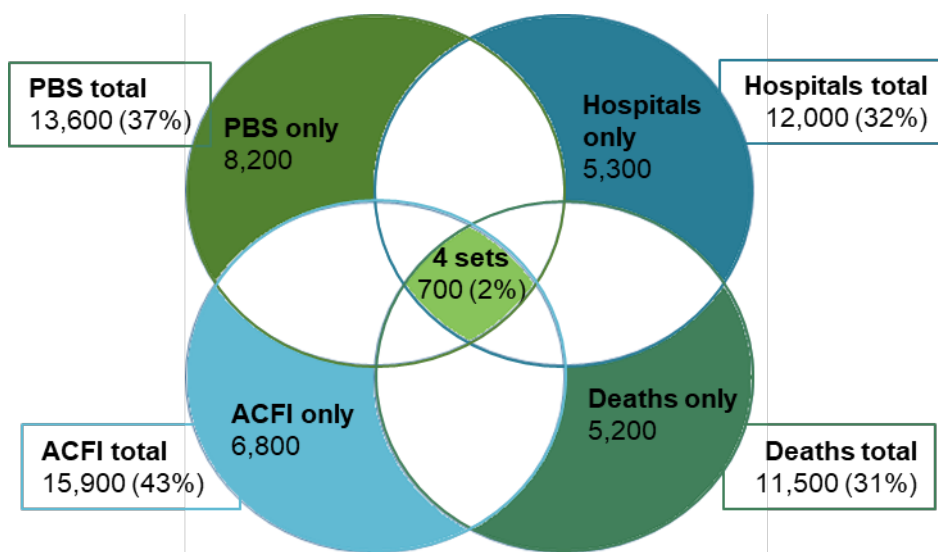 PBS total
13,600 (37%)
PBS only
8,200
Hospitals
only
5,300
Hospitals total
12,000 (32%)
4 sets
700 (2%)
ACFI total
15,900 (43%)
ACFI only
6,800
Deaths only
5,200
Deaths total
11,500 (31%)